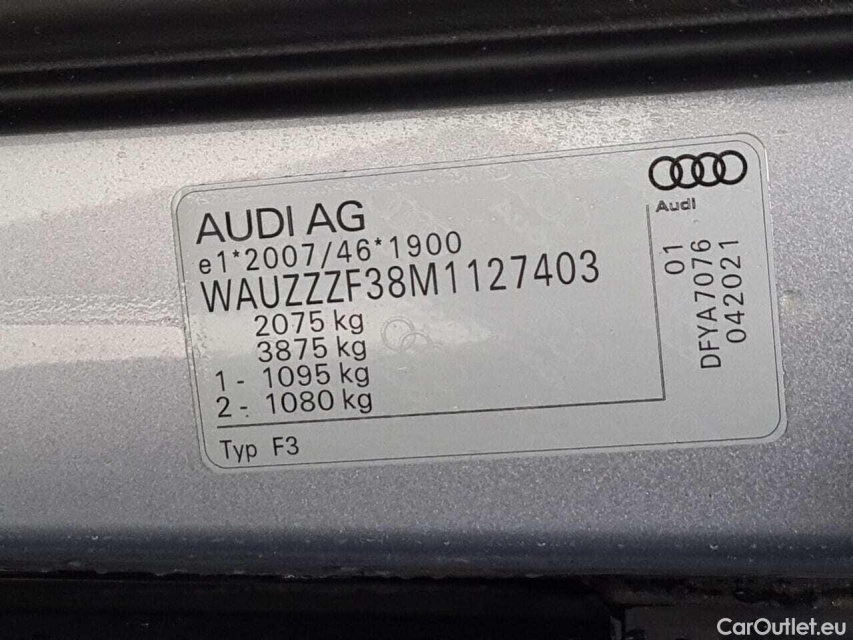 AUDI AG
e1*2007/46*1900
WAUZZZF38M1127403
2075 kg
3875 kg
1 - 1095 kg
2 - 1080 kg
Typ F3
Audi
01
DFYA7076
042021
CarOutlet.eu